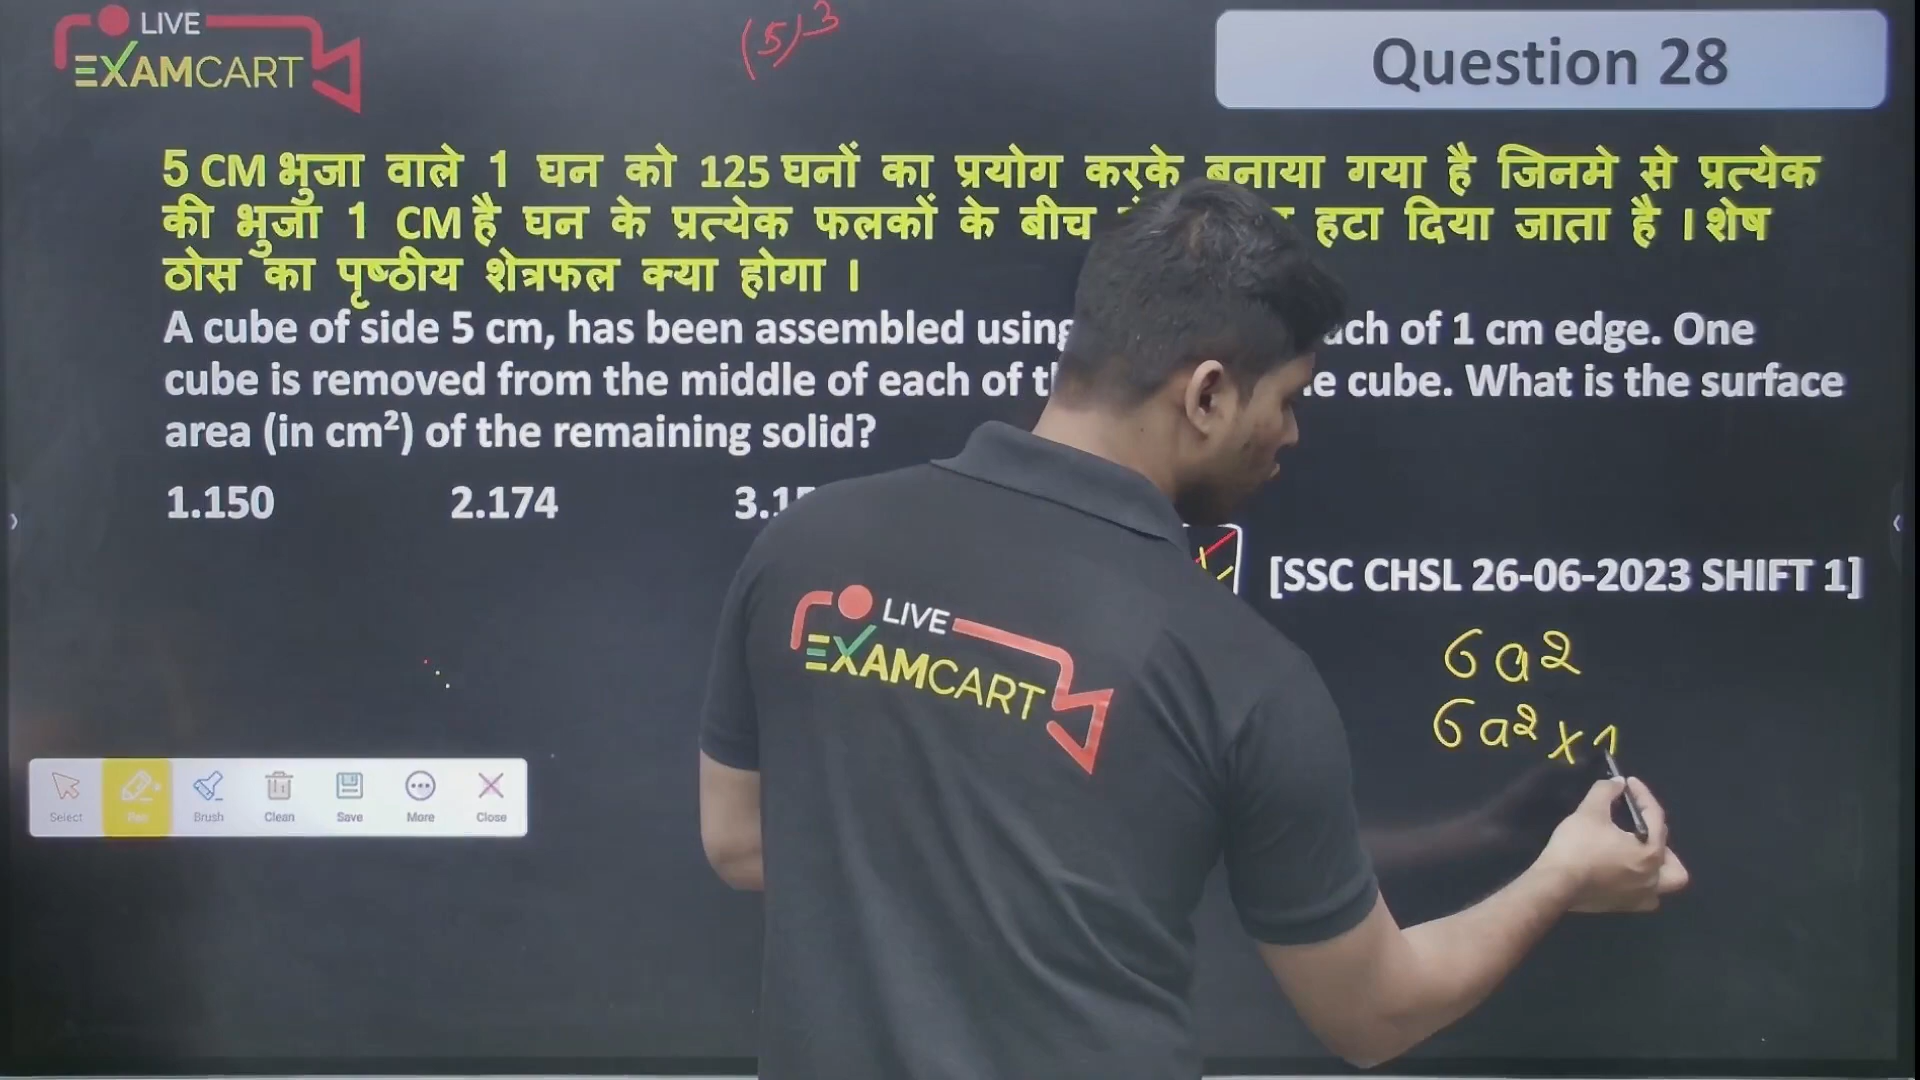 LIVE
EXAMCART
(5)3
Question 28
5 CM भुजा वाले 1 घन को 125 घनों का प्रयोग करके बनाया गया है जिनमे से प्रत्येक
की भुजा 1 CM है घन के प्रत्येक फलकों के बीच हटा दिया जाता है । शेष
ठोस का पृष्ठीय शेत्रफल क्या होगा ।
A cube of side 5 cm, has been assembled using of 1 cm edge. One
cube is removed from the middle of each of cube. What is the surface
area (in cm²) of the remaining solid?
1.150 2.174
[SSC CHSL 26-06-2023 SHIFT 1]
6a2
6a2 x 1
LIVE
EXAMCART
Select Pen Brush Clean Save More Close